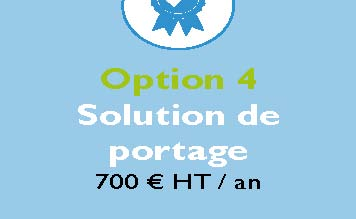 Option 4
Solution de
portage
700 € HT / an